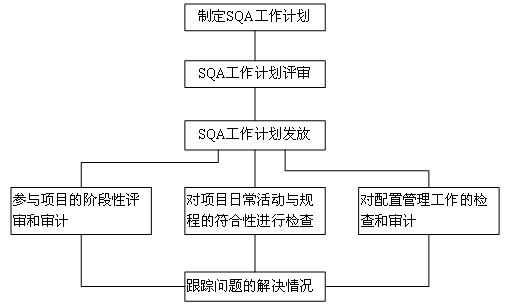 制定SQA工作计划
SQA工作计划评审
SQA工作计划发放
参与项目的阶段性评
审和审计
对项目日常活动与规
程的符合性进行检查
对配置管理工作的检
查和审计
跟踪问题的解决情况